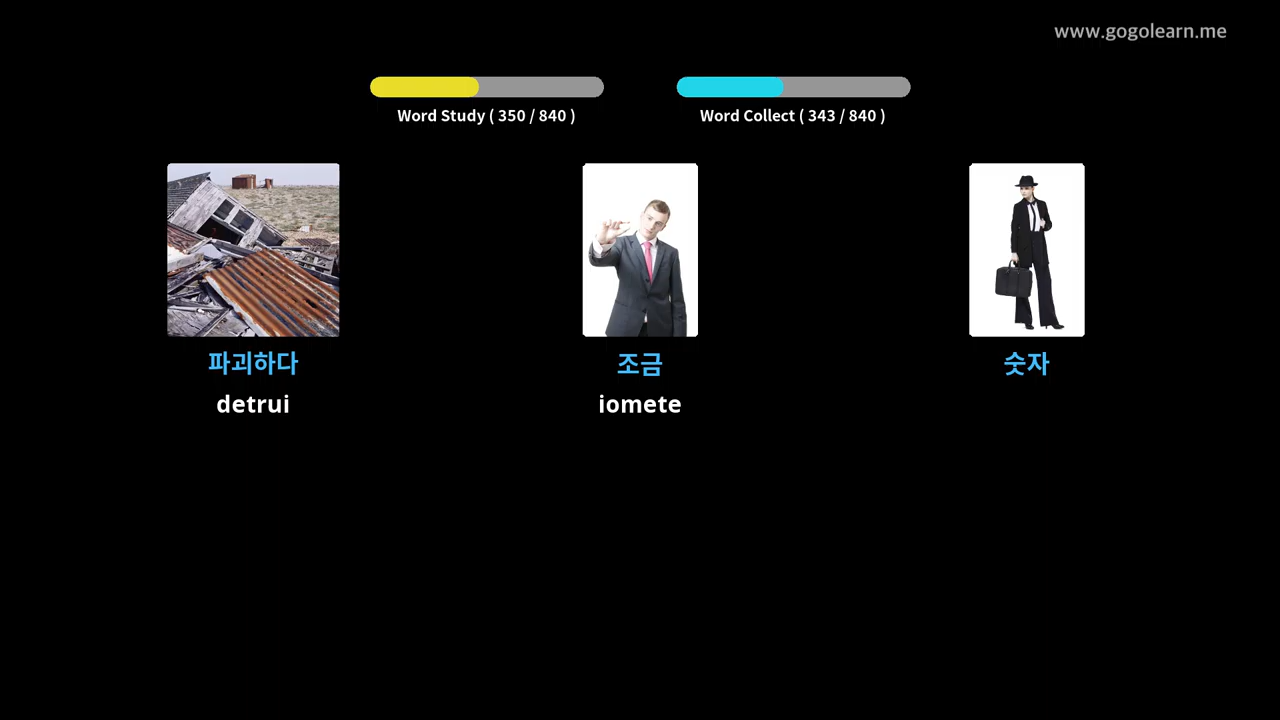 www.gogolearn.me
Word Study ( 350 / 840 )
Word Collect ( 343 / 840 )
파괴하다
조금
숫자
detrui
iomete